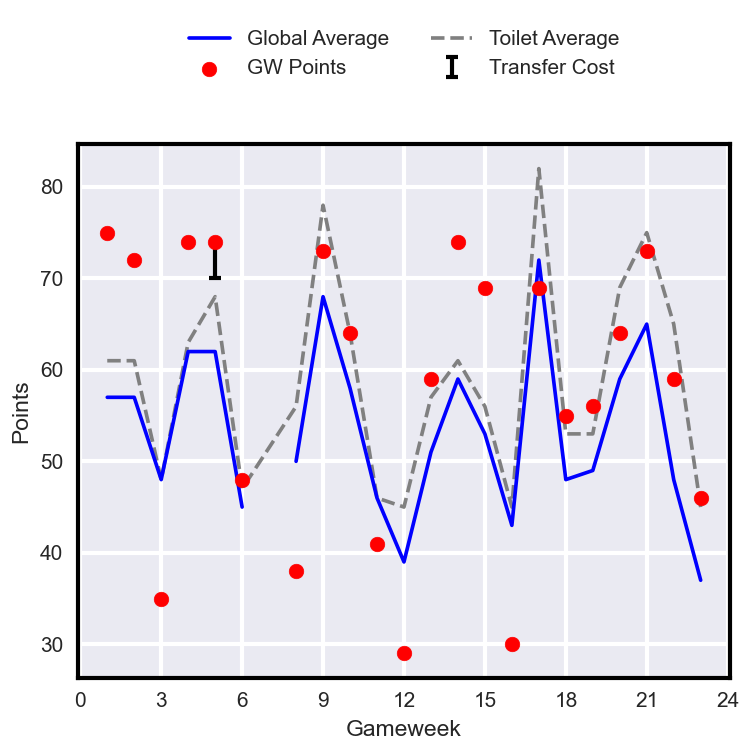 Global Average
Toilet Average
GW Points
Transfer Cost
80
70
60
50
40
30
Points
0 3 6 9 12 15 18 21 24
Gameweek